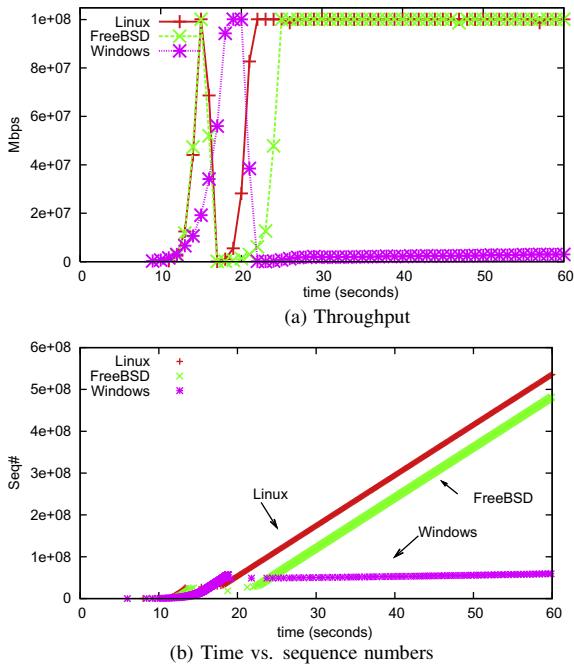 1e+08
8e+07
6e+07
4e+07
2e+07
0
Mbps
Linux
FreeBSD
Windows
0 10 20 30 40 50 60
time (seconds)
(a) Throughput
6e+08
5e+08
4e+08
3e+08
2e+08
1e+08
0
Seq#
Linux
FreeBSD
Windows
Linux
FreeBSD
Windows
0 10 20 30 40 50 60
time (seconds)
(b) Time vs. sequence numbers